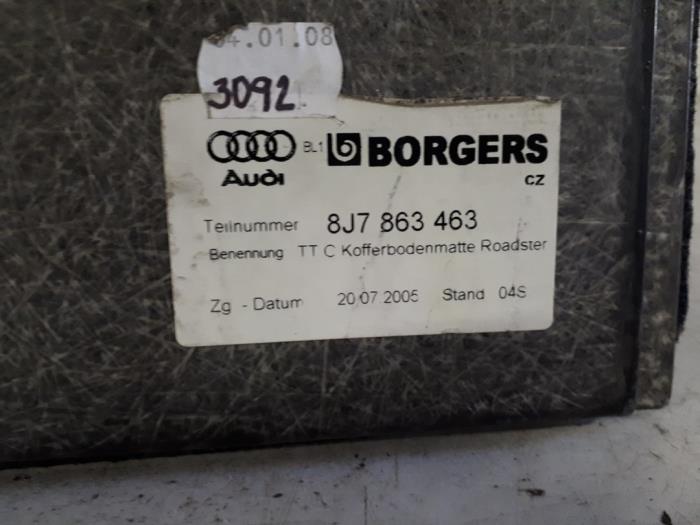 04.01.08
3092
BL1 BORGERS
Audi
CZ
Teilnummer 8J7 863 463
Benennung TT C Kofferbodenmatte Roadster
Zg - Datum 20.07.2005 Stand 04S